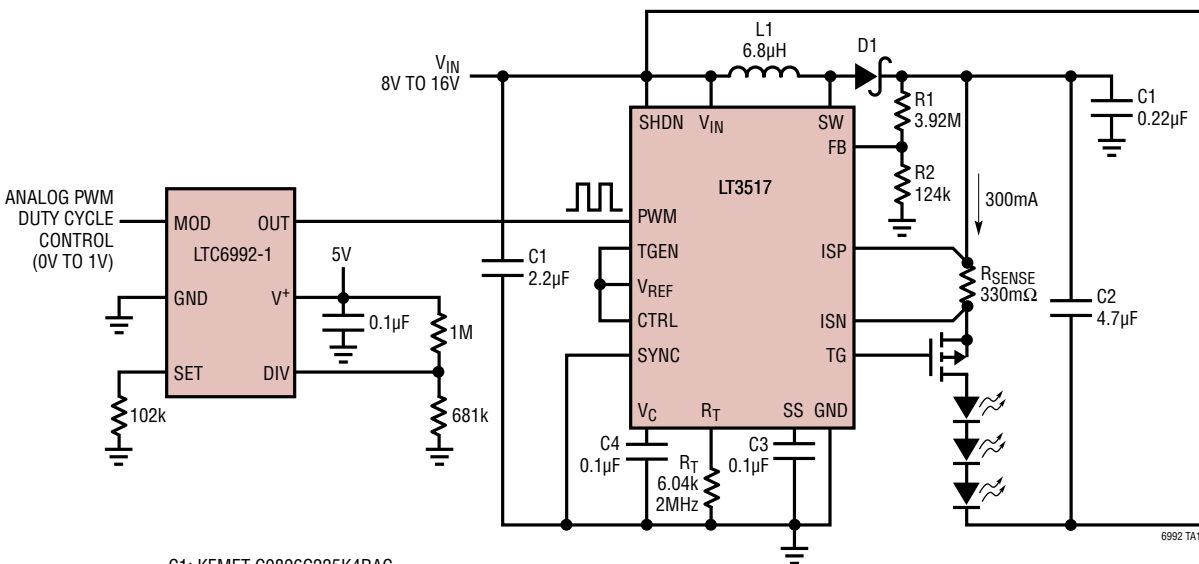 V_IN
8V TO 16V
L1
6.8µH
D1
R1
3.92M
C1
0.22µF
SHDN
V_IN
SW
FB
R2
124k
LT3517
300mA
ANALOG PWM
DUTY CYCLE
CONTROL
(0V TO 1V)
MOD
OUT
LTC6992-1
GND
V+
SET
DIV
5V
0.1µF
1M
102k
681k
C1
2.2µF
PWM
TGEN
V_REF
CTRL
SYNC
ISP
R_SENSE
330mΩ
ISN
TG
C2
4.7µF
V_C
R_T
SS
GND
C4
0.1µF
R_T
6.04k
2MHz
C3
0.1µF
6992 TA1